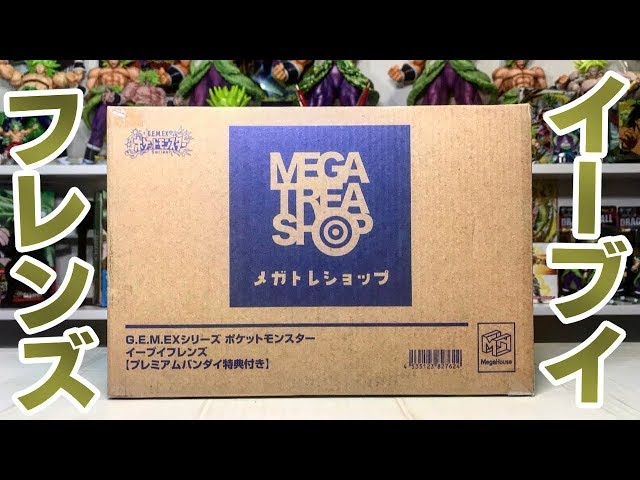 イーブイ
フレンズ
G.E.M.EX
ポケットモンスター
MEGA
TREA
SHOP
メガトレショップ
G.E.M.EXシリーズ ポケットモンスター
イーブイフレンズ
【プレミアムバンダイ特典付き】
4 535123 827624
MegaHouse